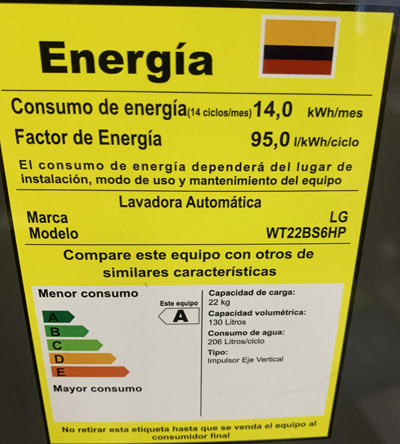 Energía
Consumo de energía(14 ciclos/mes) 14,0 kWh/mes
Factor de Energía 95,0 l/kWh/ciclo
El consumo de energía dependerá del lugar de
instalación, modo de uso y mantenimiento del equipo
Lavadora Automática
Marca LG
Modelo WT22BS6HP
Compare este equipo con otros de
similares características
Menor consumo
Este equipo
A
A
B
C
D
E
Mayor consumo
Capacidad de carga:
22 kg
Capacidad volumétrica:
130 Litros
Consumo de agua:
206 Litros/ciclo
Tipo:
Impulsor Eje Vertical
No retirar esta etiqueta hasta que se venda el equipo al
consumidor final